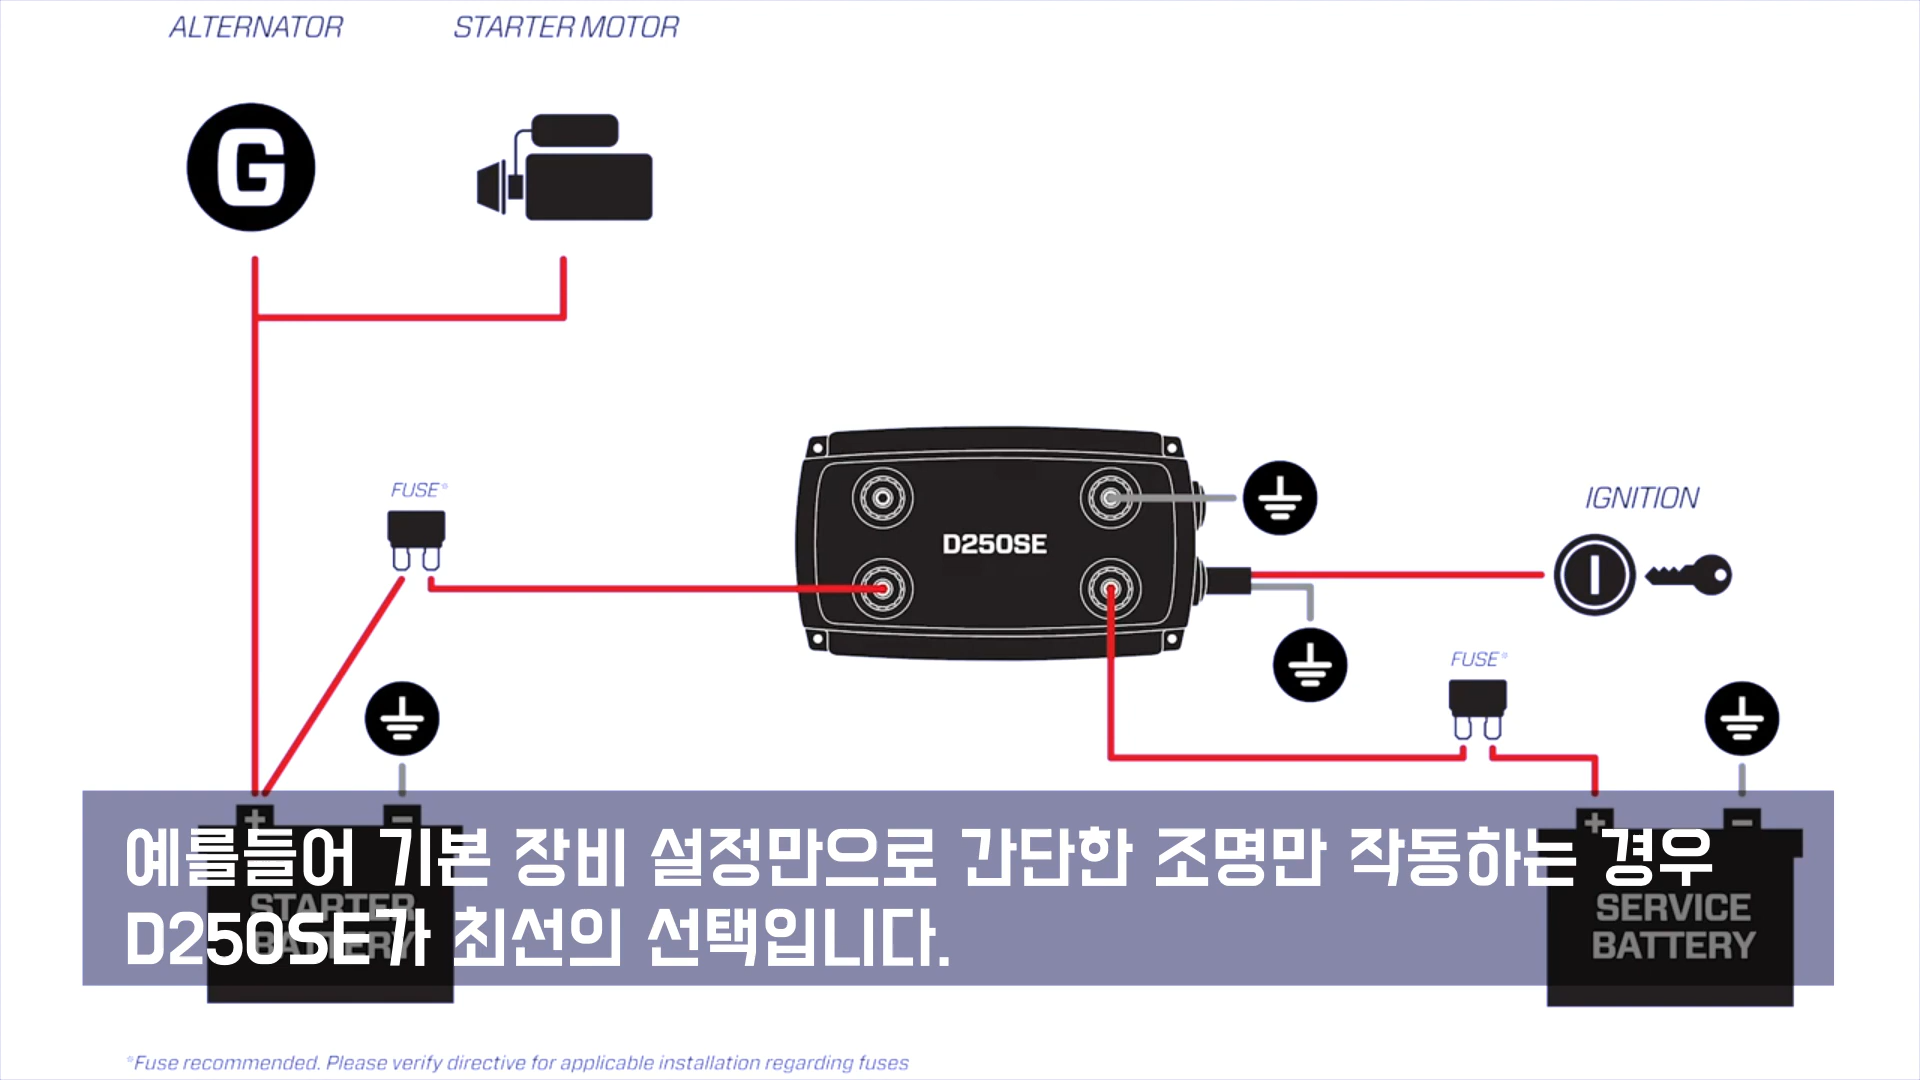 ALTERNATOR
STARTER MOTOR
G
FUSE*
D250SE
IGNITION
FUSE*
+
−
+
−
STARTER
BATTERY
SERVICE
BATTERY
예를들어 기본 장비 설정만으로 간단한 조명만 작동하는 경우
D250SE가 최선의 선택입니다.
*Fuse recommended. Please verify directive for applicable installation regarding fuses